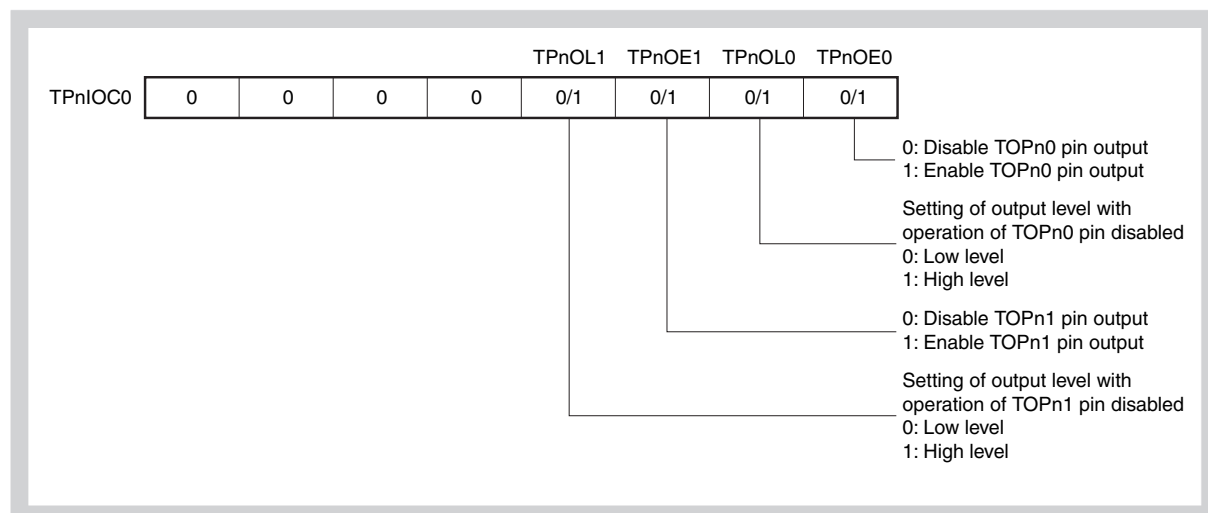 TPnOL1 TPnOE1 TPnOL0 TPnOE0
TPnIOC0 0 0 0 0 0/1 0/1 0/1 0/1
0: Disable TOPn0 pin output
1: Enable TOPn0 pin output
Setting of output level with
operation of TOPn0 pin disabled
0: Low level
1: High level
0: Disable TOPn1 pin output
1: Enable TOPn1 pin output
Setting of output level with
operation of TOPn1 pin disabled
0: Low level
1: High level